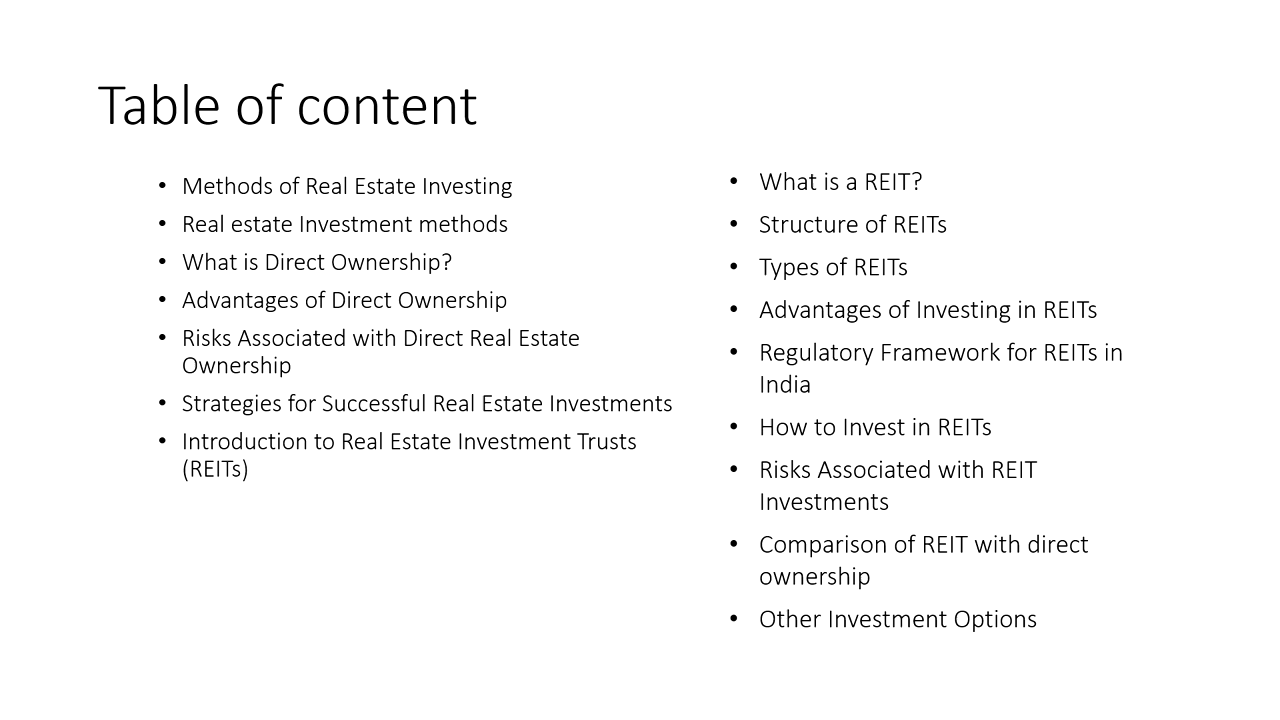 Table of content
• Methods of Real Estate Investing
• Real estate Investment methods
• What is Direct Ownership?
• Advantages of Direct Ownership
• Risks Associated with Direct Real Estate
Ownership
• Strategies for Successful Real Estate Investments
• Introduction to Real Estate Investment Trusts
(REITs)
• What is a REIT?
• Structure of REITs
• Types of REITs
• Advantages of Investing in REITs
• Regulatory Framework for REITs in
India
• How to Invest in REITs
• Risks Associated with REIT
Investments
• Comparison of REIT with direct
ownership
• Other Investment Options